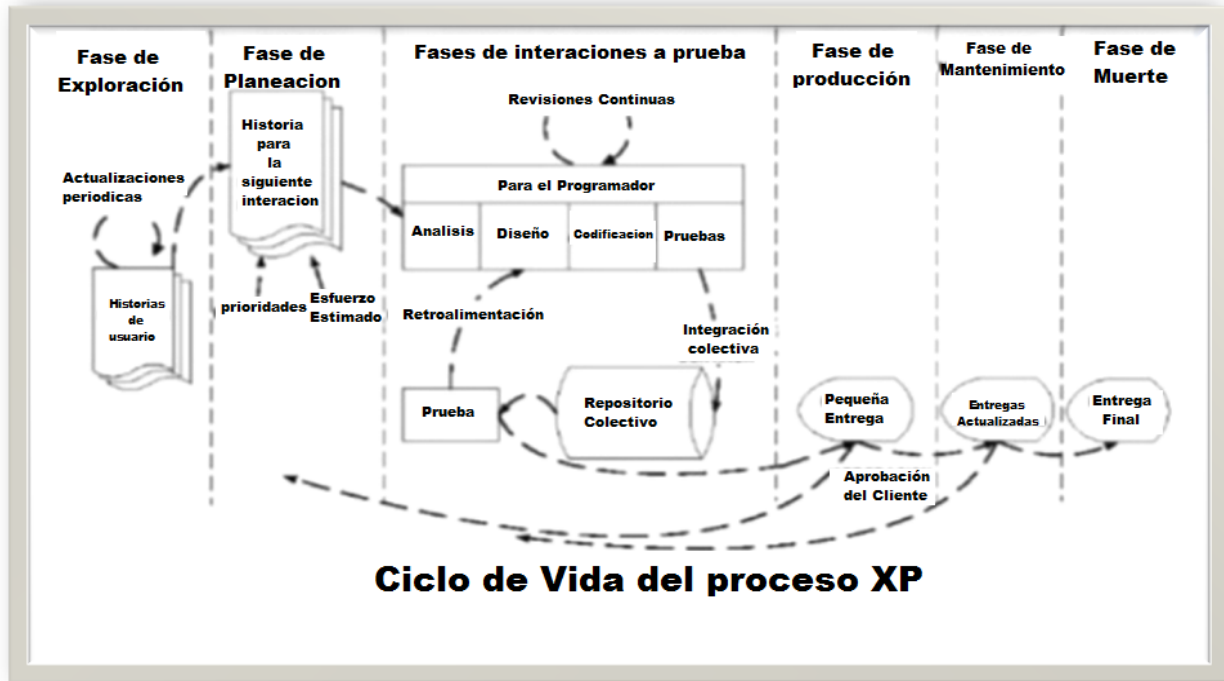 Fase de
Exploración
Fase de
Planeacion
Fases de interaciones a prueba
Fase de
producción
Fase de
Mantenimiento
Fase de
Muerte
Revisiones Continuas
Historia
para
la
siguiente
interacion
Actualizaciones
periodicas
Para el Programador
Analisis
Diseño
Codificacion
Pruebas
Historias
de
usuario
prioridades
Esfuerzo
Estimado
Retroalimentación
Integración
colectiva
Prueba
Repositorio
Colectivo
Pequeña
Entrega
Entregas
Actualizadas
Entrega
Final
Aprobación
del Cliente
Ciclo de Vida del proceso XP